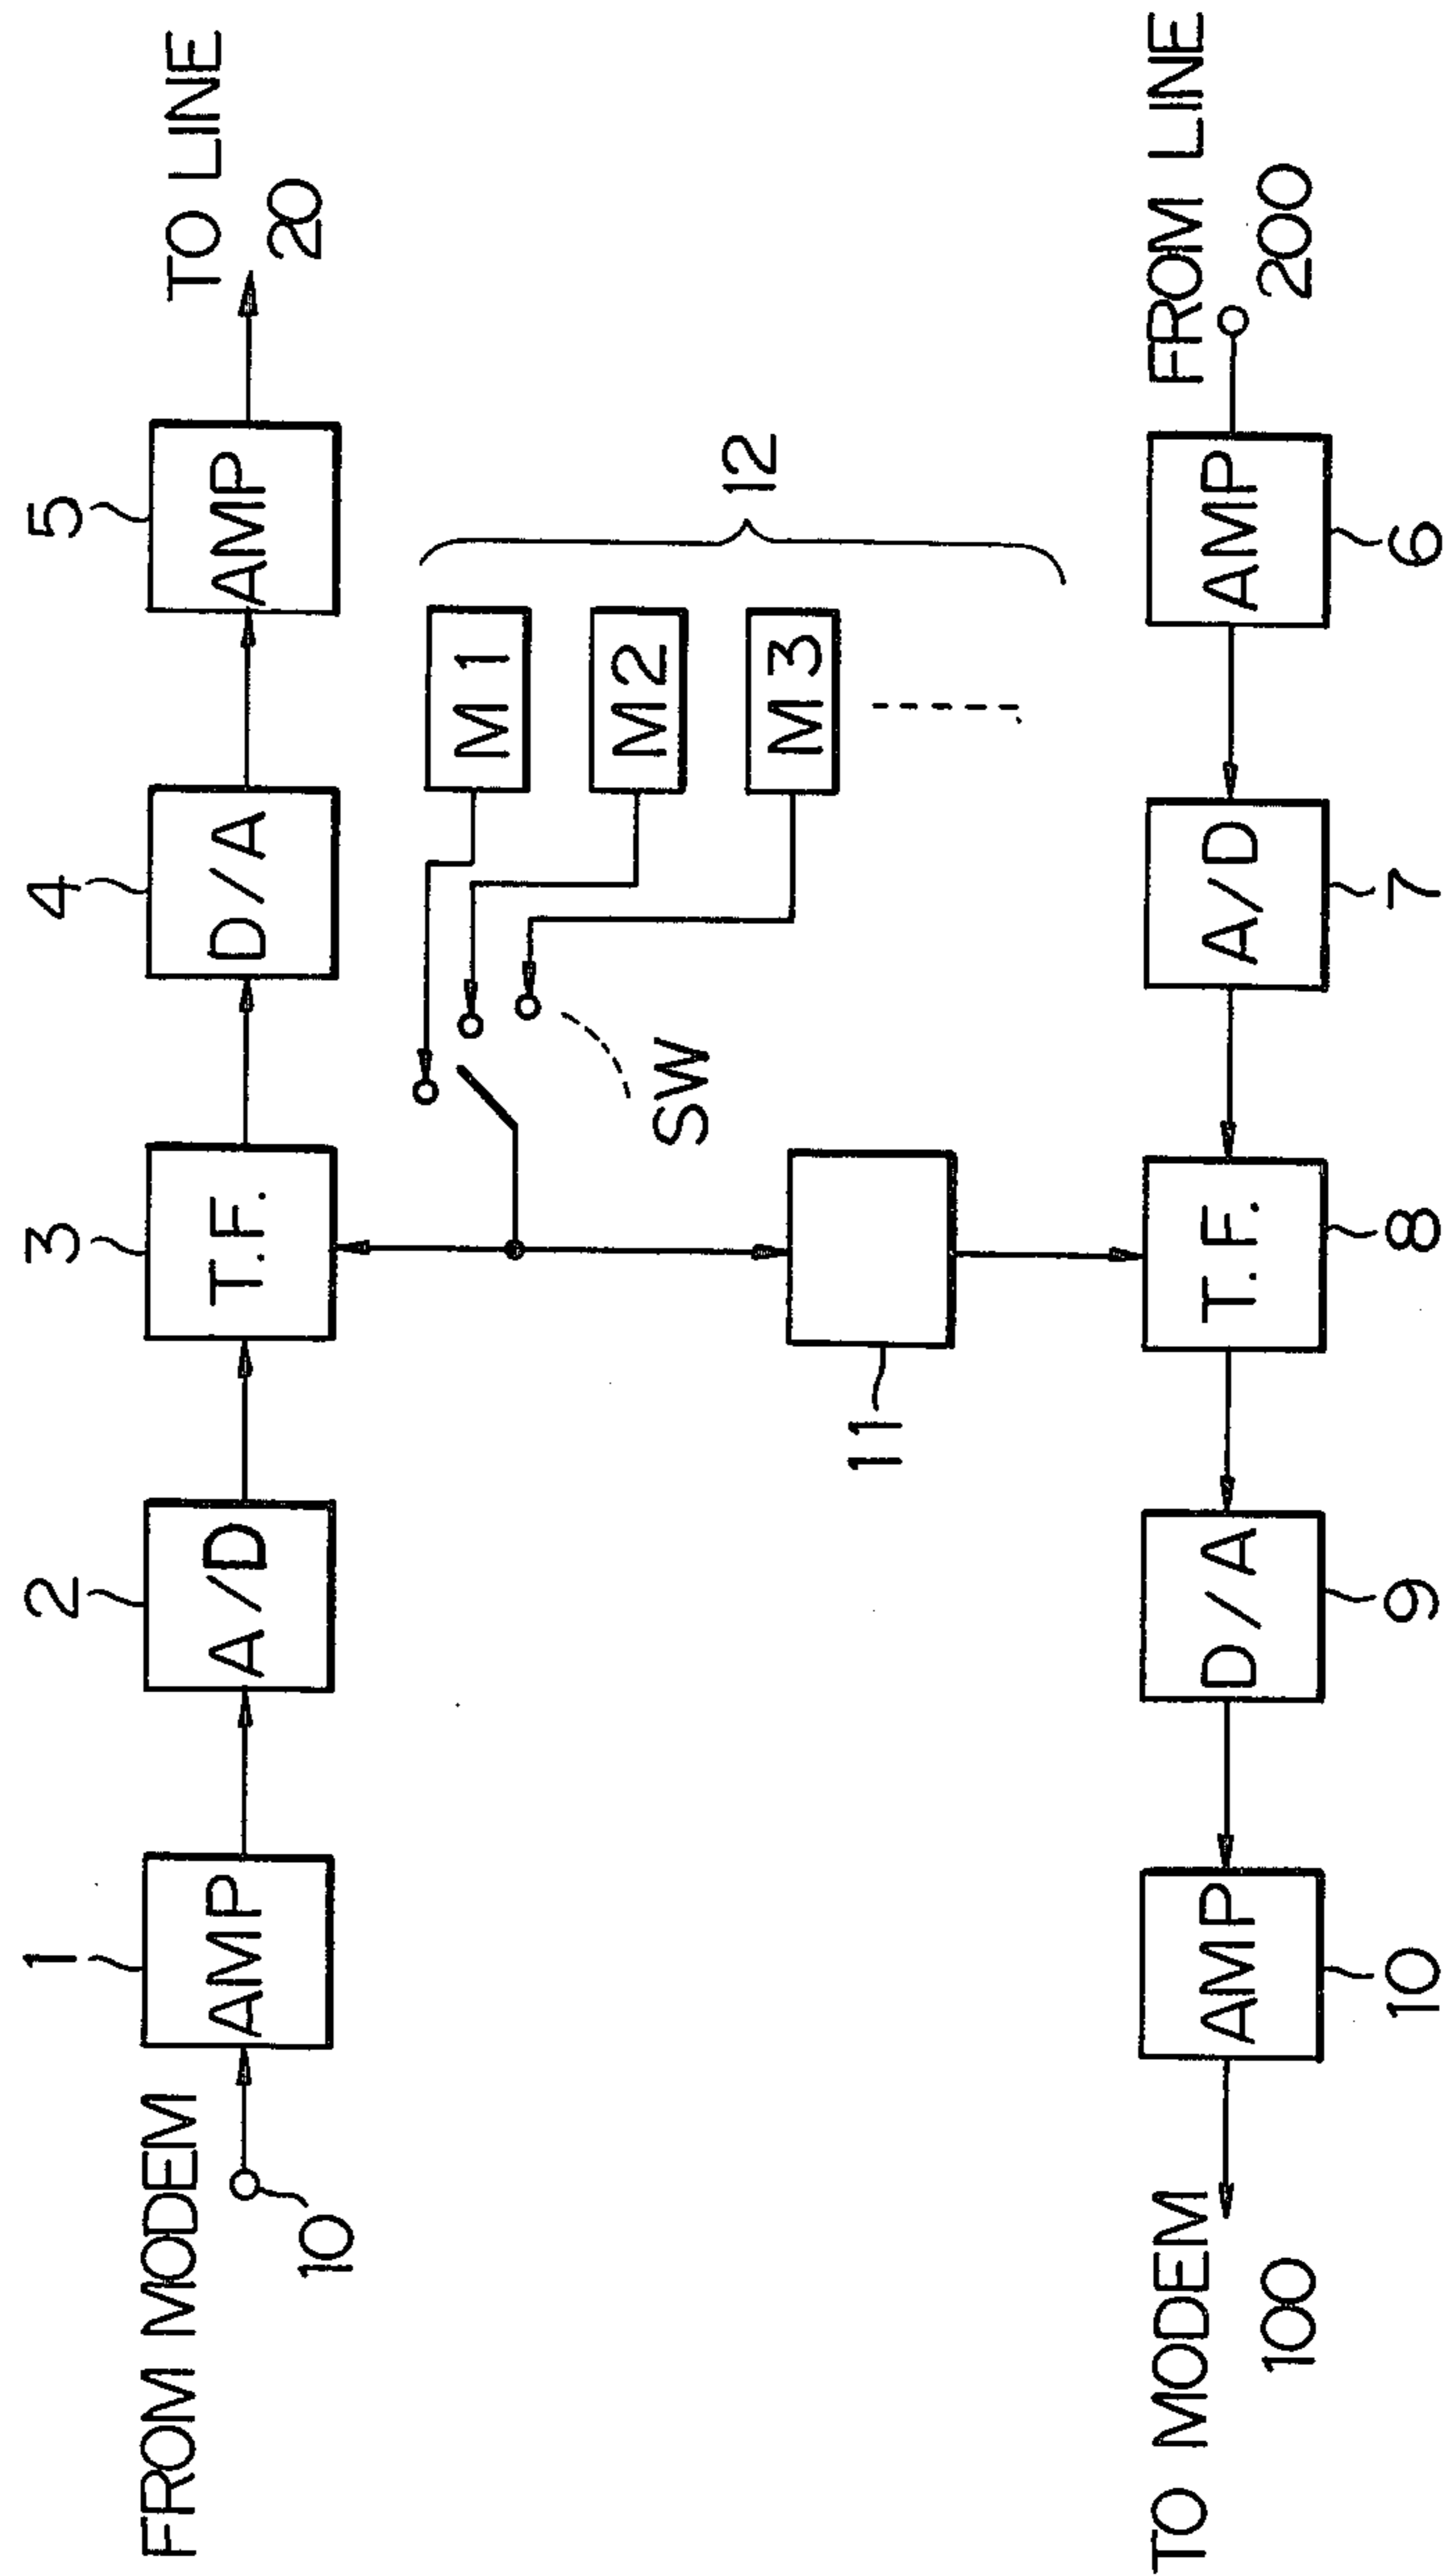 1 2 3 4 5
TO LINE
FROM MODEM
AMP A/D T.F. D/A AMP
20
10
M1
M2
M3
SW
12
11
FROM LINE
TO MODEM
200
100
AMP D/A T.F. A/D AMP
10 9 8 7 6